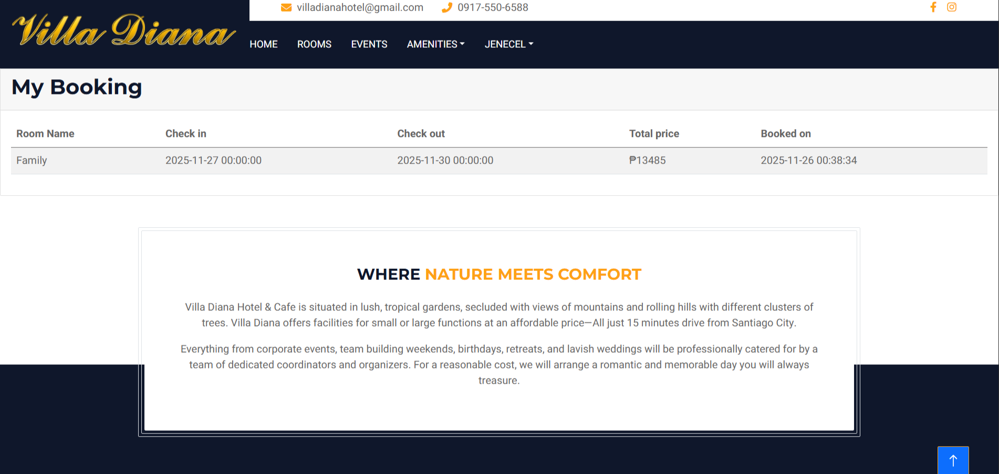 Villa Diana
villadianahotel@gmail.com 0917-550-6588
HOME ROOMS EVENTS AMENITIES JENECEL
My Booking
Room Name Check in Check out Total price Booked on
Family 2025-11-27 00:00:00 2025-11-30 00:00:00 ₱13485 2025-11-26 00:38:34
WHERE NATURE MEETS COMFORT
Villa Diana Hotel & Cafe is situated in lush, tropical gardens, secluded with views of mountains and rolling hills with different clusters of
trees. Villa Diana offers facilities for small or large functions at an affordable price—All just 15 minutes drive from Santiago City.
Everything from corporate events, team building weekends, birthdays, retreats, and lavish weddings will be professionally catered for by a
team of dedicated coordinators and organizers. For a reasonable cost, we will arrange a romantic and memorable day you will always
treasure.